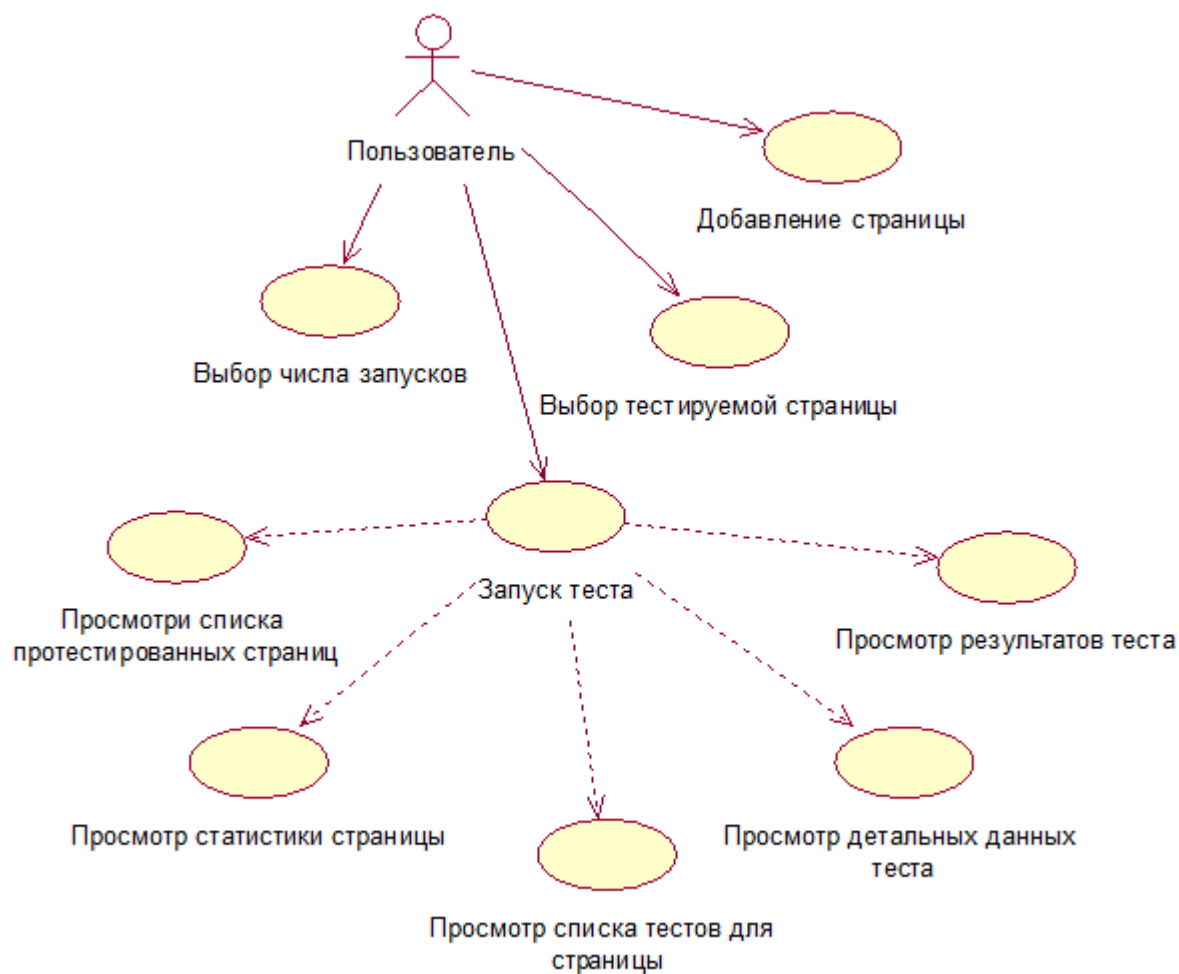 Пользователь
Добавление страницы
Выбор числа запусков
Выбор тестируемой страницы
Запуск теста
Просмотри списка
протестированных страниц
Просмотр результатов теста
Просмотр статистики страницы
Просмотр детальных данных
теста
Просмотр списка тестов для
страницы